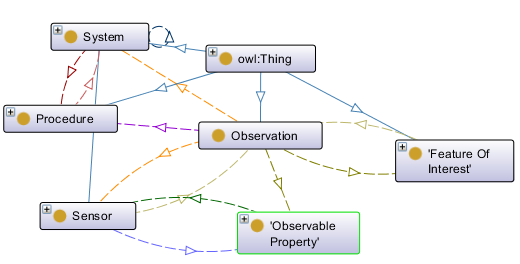 System
owl:Thing
Procedure
Observation
'Feature Of
Interest'
Sensor
'Observable
Property'